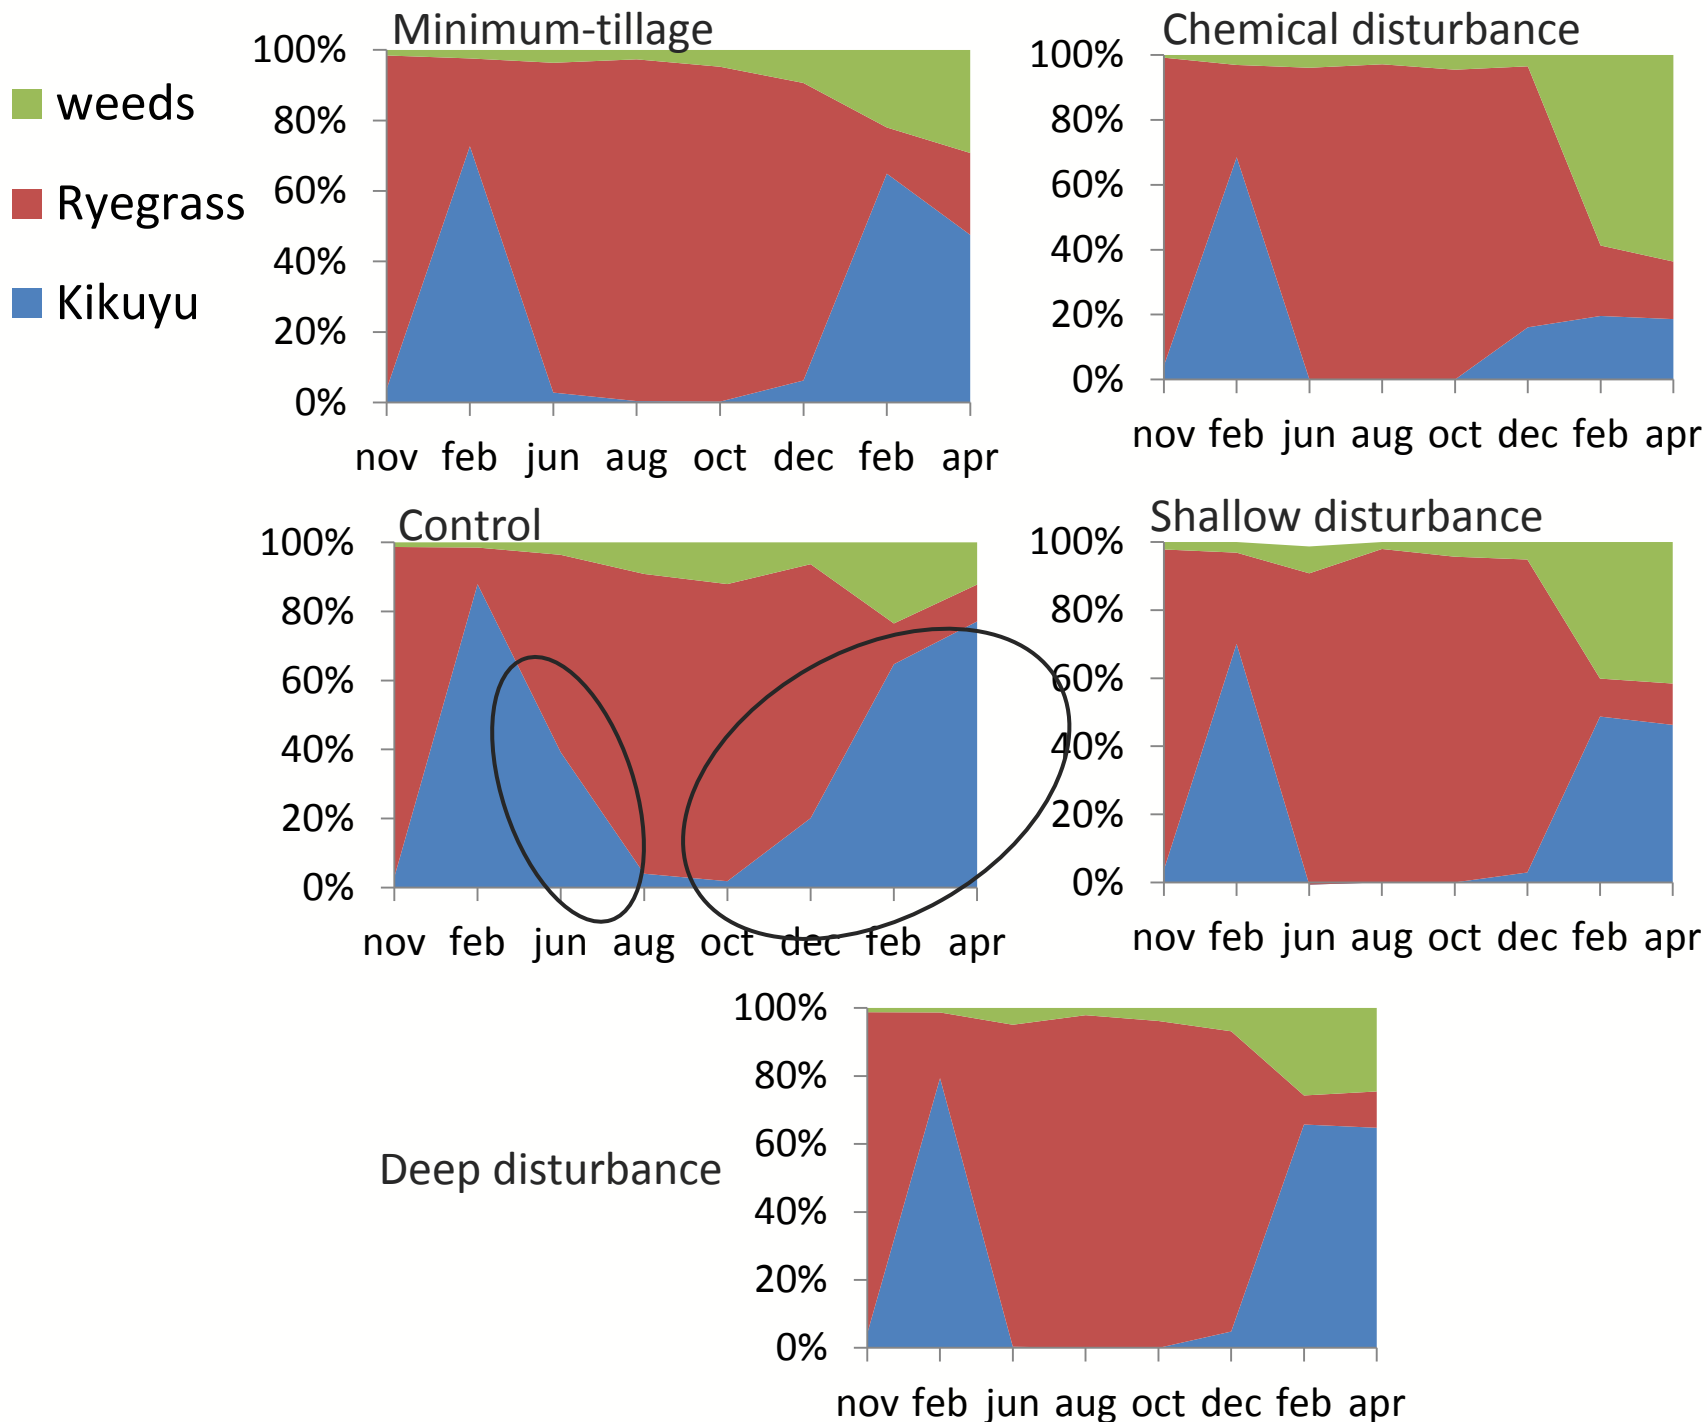 weeds
Ryegrass
Kikuyu
Minimum-tillage
100%
80%
60%
40%
20%
0%
nov feb jun aug oct dec feb apr
Chemical disturbance
100%
80%
60%
40%
20%
0%
nov feb jun aug oct dec feb apr
Control
100%
80%
60%
40%
20%
0%
nov feb jun aug oct dec feb apr
Shallow disturbance
100%
80%
60%
40%
20%
0%
nov feb jun aug oct dec feb apr
Deep disturbance
100%
80%
60%
40%
20%
0%
nov feb jun aug oct dec feb apr